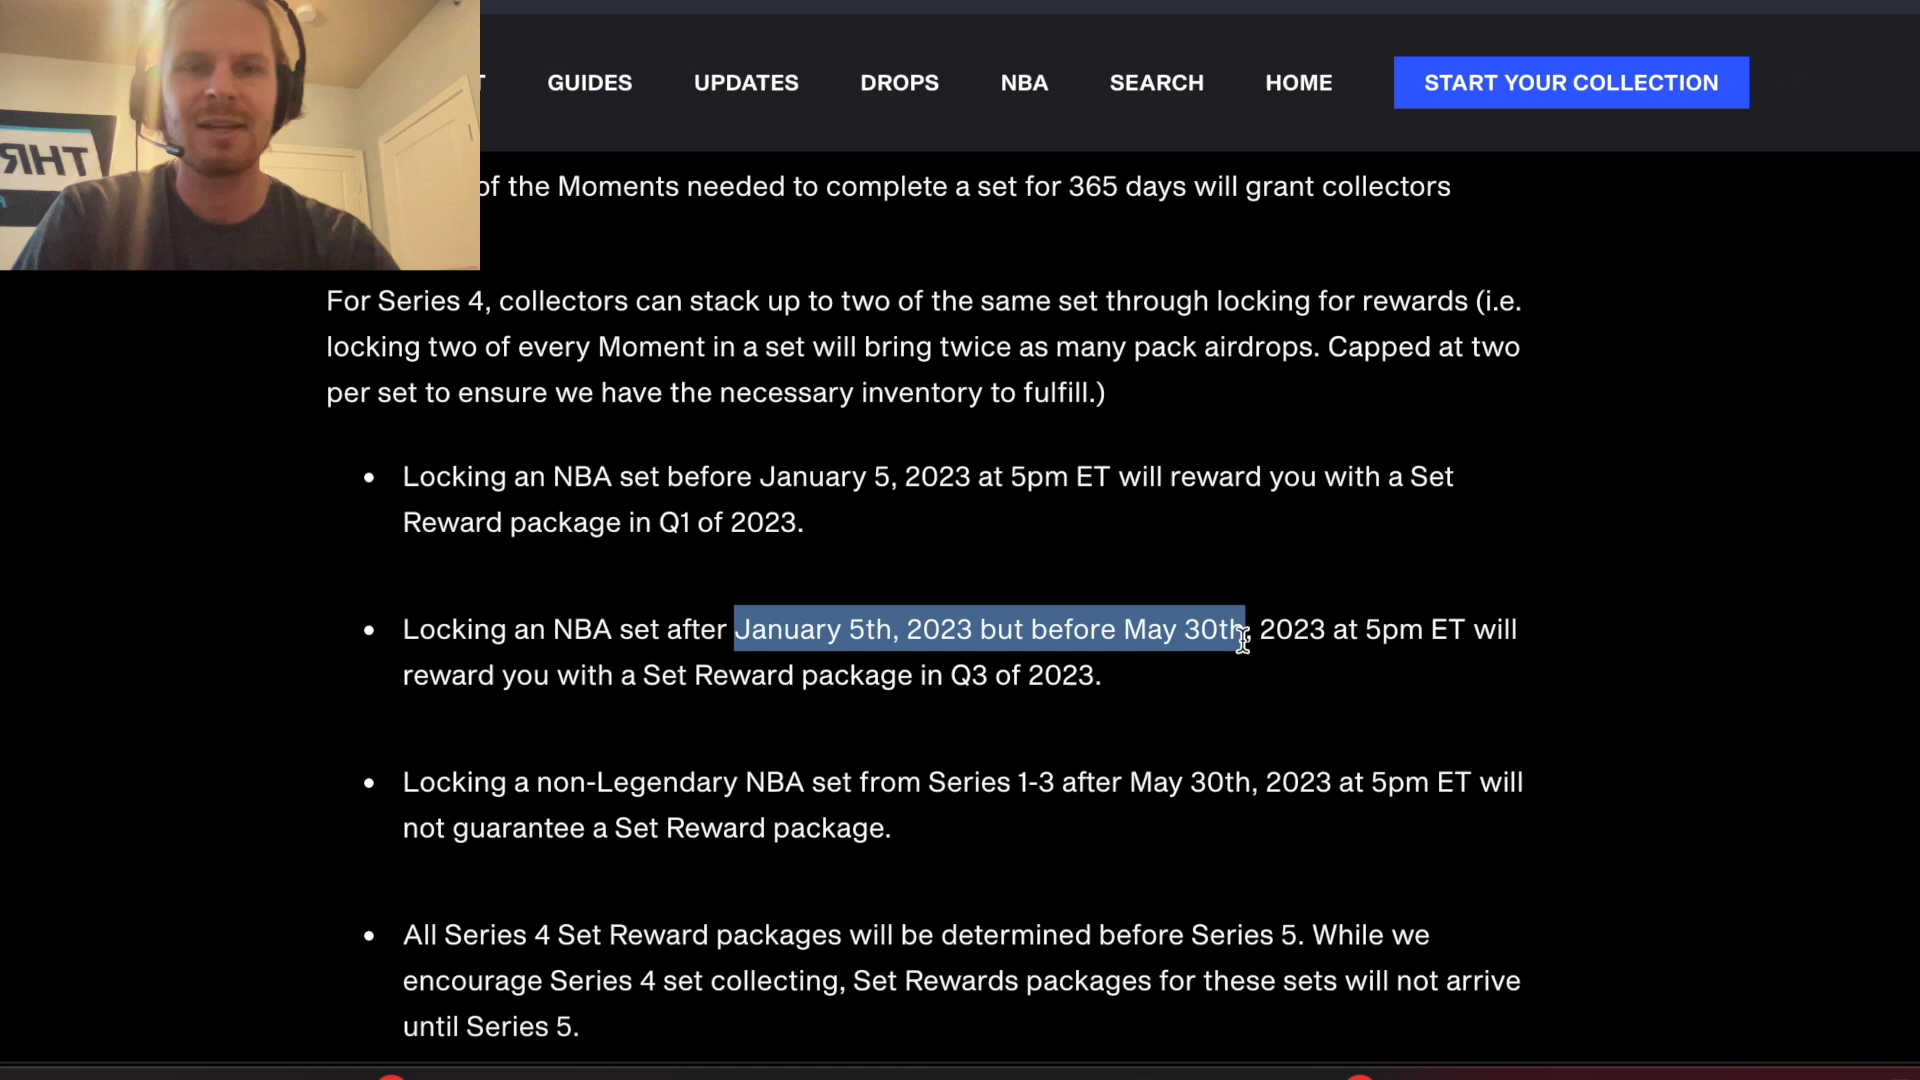 THR
GUIDES UPDATES DROPS NBA SEARCH HOME START YOUR COLLECTION
of the Moments needed to complete a set for 365 days will grant collectors
For Series 4, collectors can stack up to two of the same set through locking for rewards (i.e.
locking two of every Moment in a set will bring twice as many pack airdrops. Capped at two
per set to ensure we have the necessary inventory to fulfill.)
• Locking an NBA set before January 5, 2023 at 5pm ET will reward you with a Set
Reward package in Q1 of 2023.
• Locking an NBA set after January 5th, 2023 but before May 30th, 2023 at 5pm ET will
reward you with a Set Reward package in Q3 of 2023.
• Locking a non-Legendary NBA set from Series 1-3 after May 30th, 2023 at 5pm ET will
not guarantee a Set Reward package.
• All Series 4 Set Reward packages will be determined before Series 5. While we
encourage Series 4 set collecting, Set Rewards packages for these sets will not arrive
until Series 5.